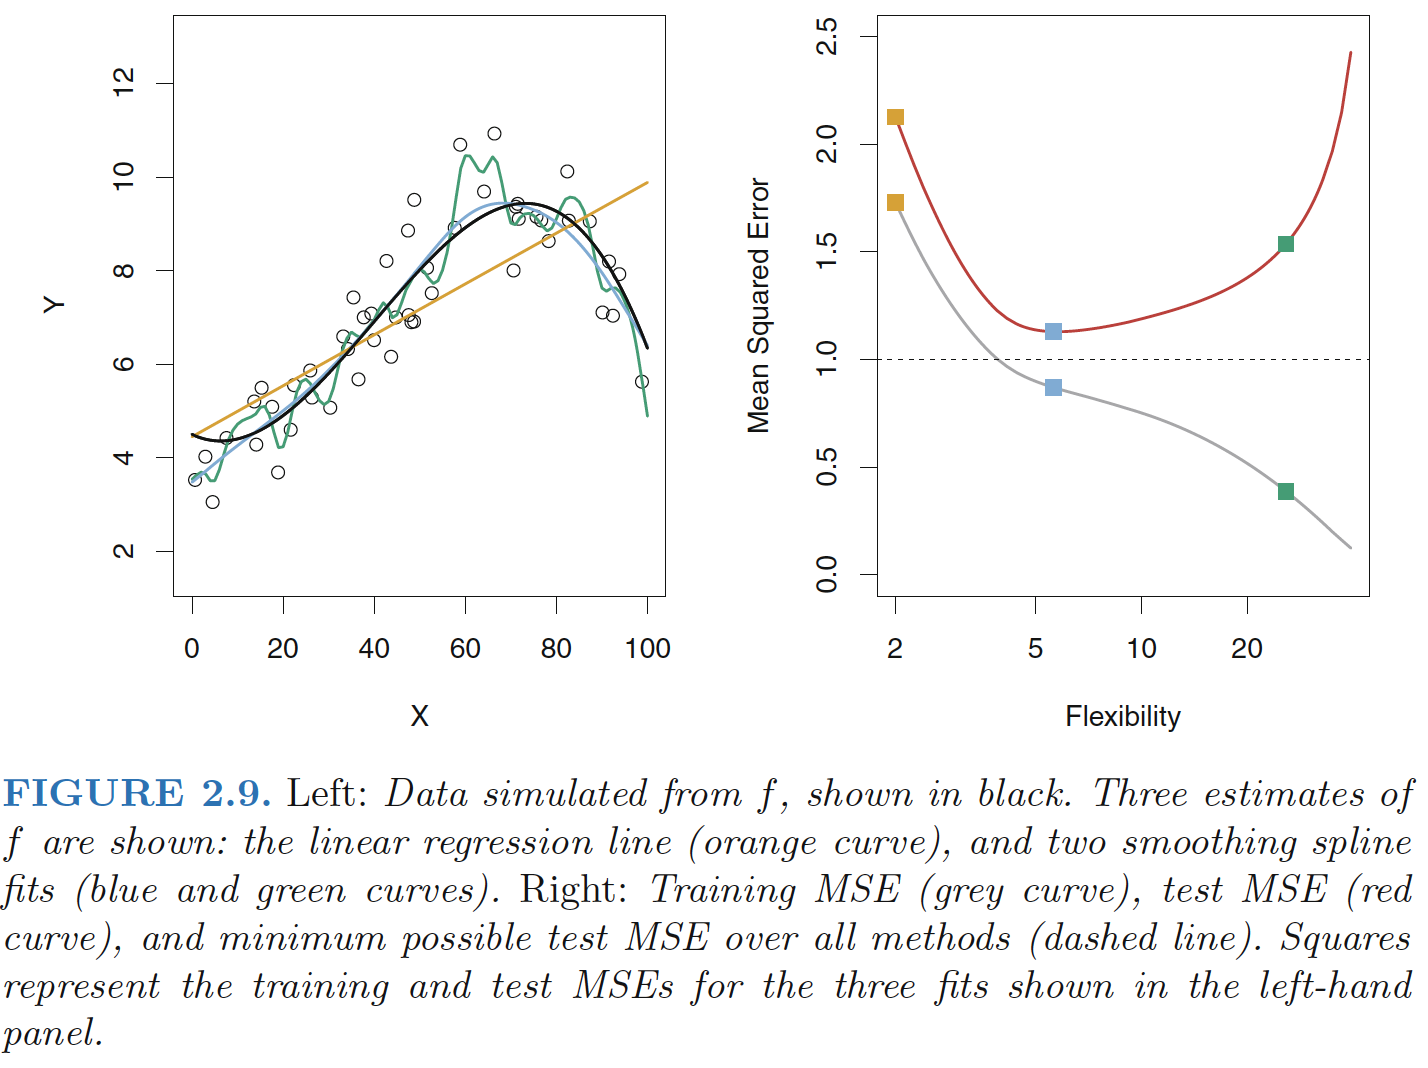 12
10
8
6
4
2
Y
0 20 40 60 80 100
X
2.5
2.0
1.5
1.0
0.5
0.0
Mean Squared Error
2 5 10 20
Flexibility
FIGURE 2.9. Left: Data simulated from f, shown in black. Three estimates of
f are shown: the linear regression line (orange curve), and two smoothing spline
fits (blue and green curves). Right: Training MSE (grey curve), test MSE (red
curve), and minimum possible test MSE over all methods (dashed line). Squares
represent the training and test MSEs for the three fits shown in the left-hand
panel.